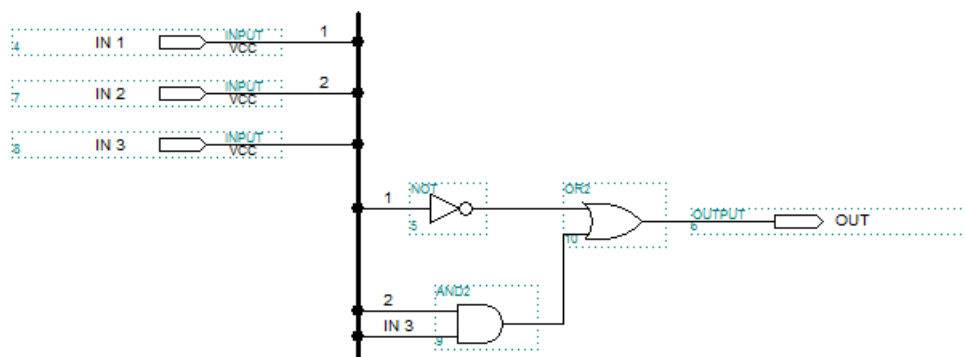 1
4 IN 1 INPUT VCC
2
7 IN 2 INPUT VCC
8 IN 3 INPUT VCC
1 NOT 5
OR2 10
OUTPUT 6 OUT
2 AND2
IN 3 9